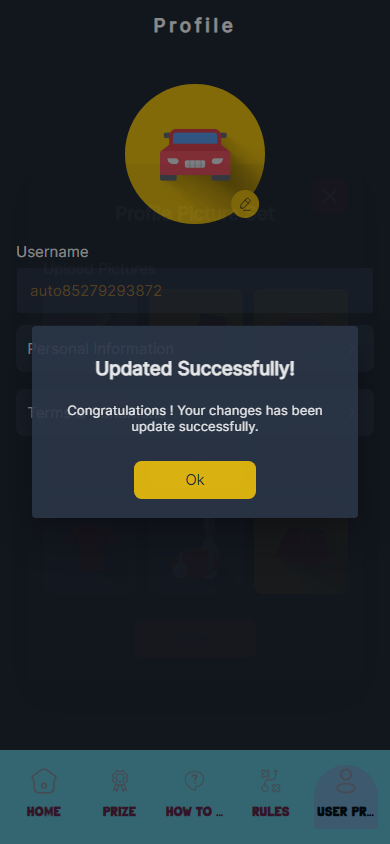 Profile
Profile Picture Set
Username
Upload Pictures
auto85279293872
Personal Information
Updated Successfully!
Congratulations ! Your changes has been
update successfully.
Ok
HOME
PRIZE
HOW TO ...
RULES
USER PR...